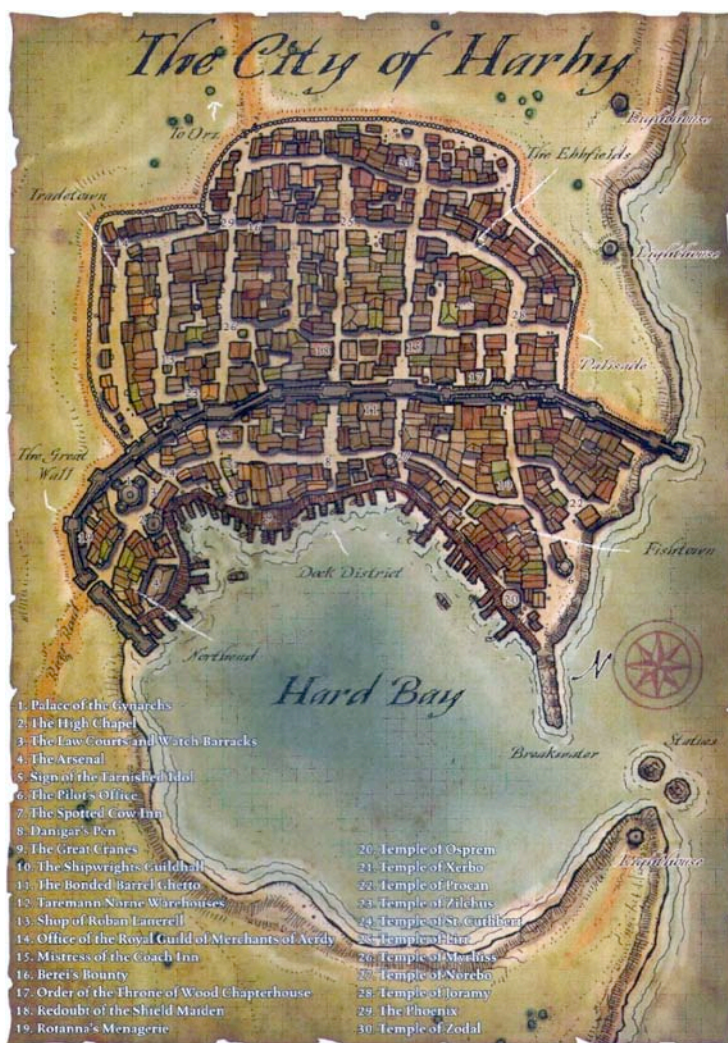 The City of Harby
Lighthouse
To Orz
The Ebbfields
Tradetown
Lighthouse
Palisade
The Great Wall
Fishtown
Dock District
River Road
Northend
N
Hard Bay
Breakwater
Statues
Lighthouse
1. Palace of the Gynarchs
2. The High Chapel
3. The Law Courts and Watch Barracks
4. The Arsenal
5. Sign of the Tarnished Idol
6. The Pilot's Office
7. The Spotted Cow Inn
8. Danigar's Pen
9. The Great Cranes
10. The Shipwrights Guildhall
11. The Bonded Barrel Ghetto
12. Taremann Norne Warehouses
13. Shop of Roban Lanerell
14. Office of the Royal Guild of Merchants of Aerdy
15. Mistress of the Coach Inn
16. Berei's Bounty
17. Order of the Throne of Wood Chapterhouse
18. Redoubt of the Shield Maiden
19. Rotanna's Menagerie
20. Temple of Osprem
21. Temple of Xerbo
22. Temple of Procan
23. Temple of Zilchus
24. Temple of St. Cuthbert
25. Temple of Lirr
26. Temple of Myrliss
27. Temple of Norebo
28. Temple of Joramy
29. The Phoenix
30. Temple of Zodal